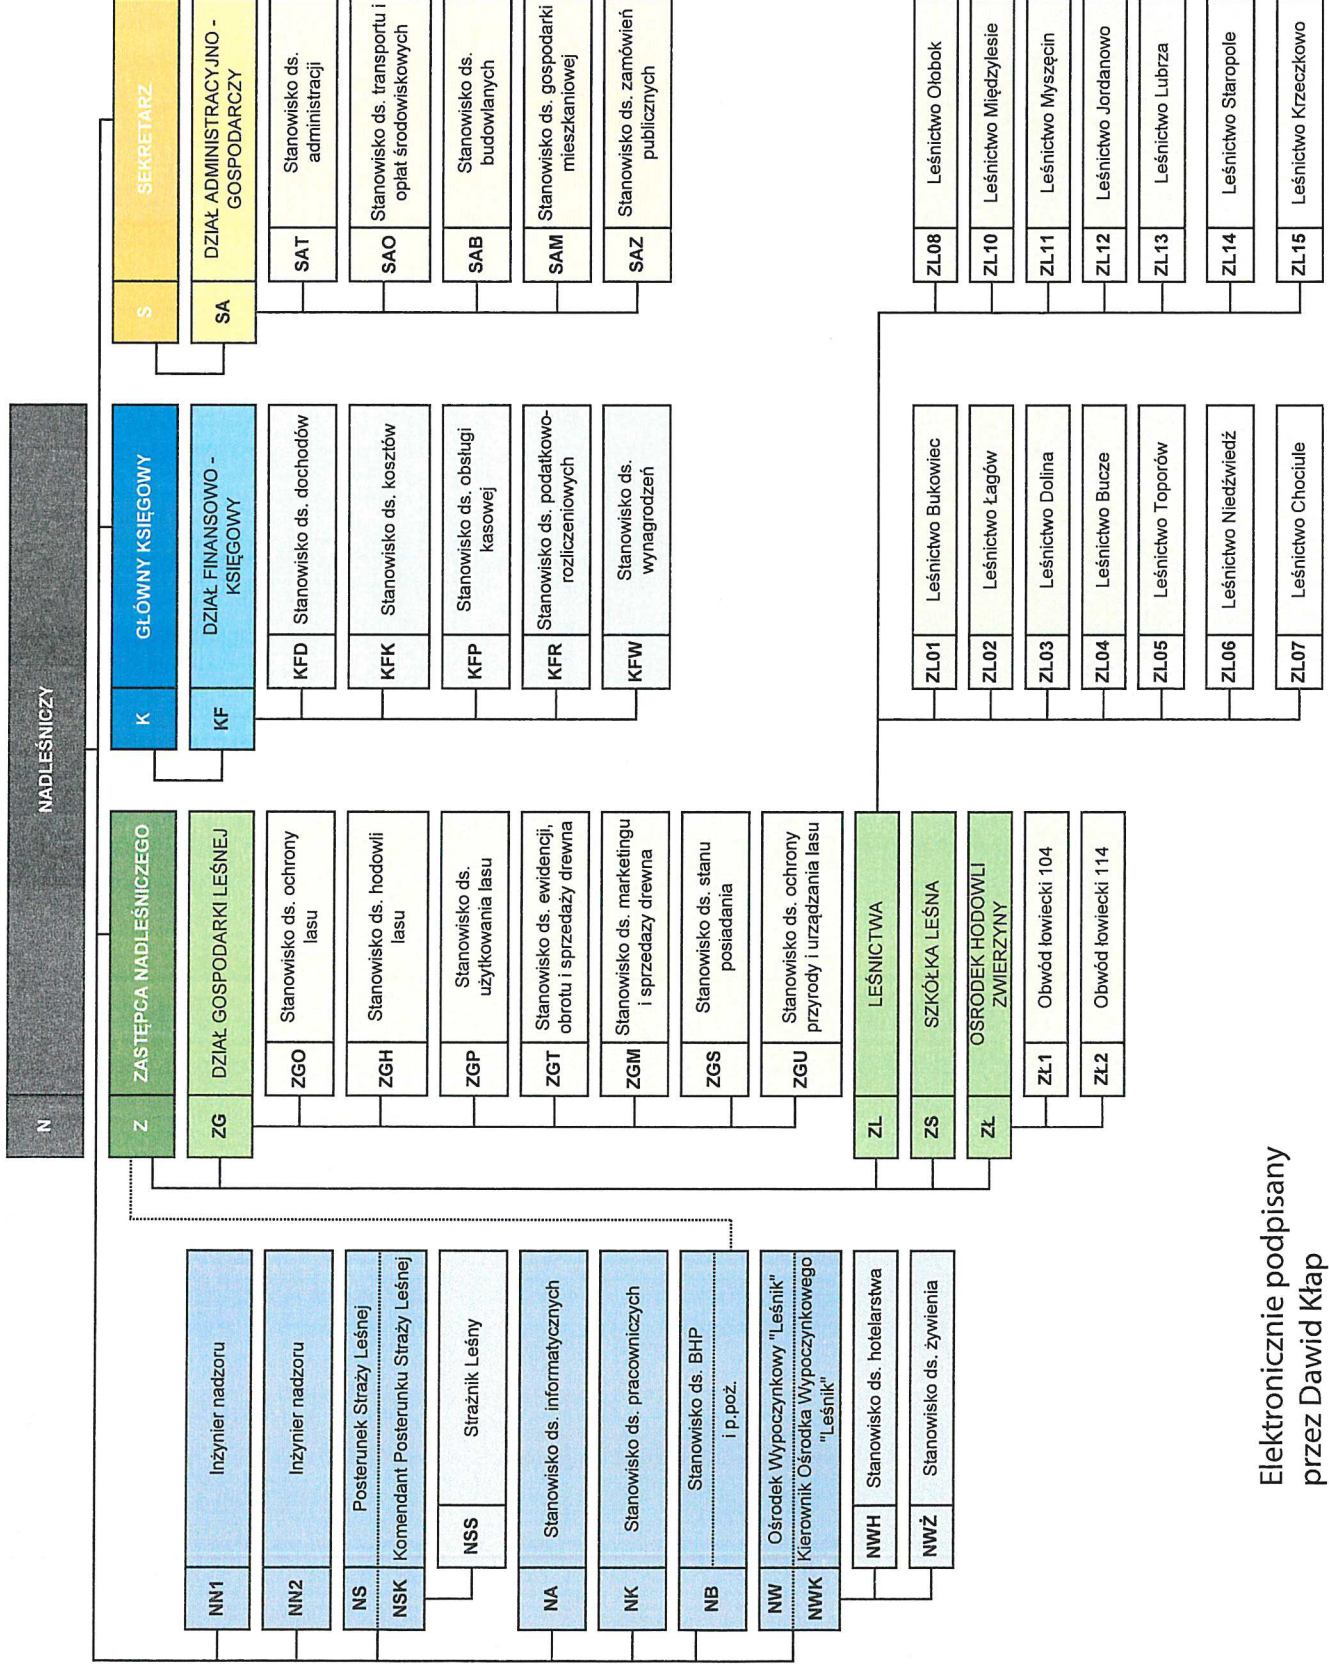 N
NADLEŚNICZY
Z
ZASTĘPCA NADLEŚNICZEGO
K
GŁÓWNY KSIĘGOWY
S
SEKRETARZ
NN1
Inżynier nadzoru
NN2
Inżynier nadzoru
NS
Posterunek Straży Leśnej
NSK
Komendant Posterunku Straży Leśnej
NSS
Strażnik Leśny
NA
Stanowisko ds. informatycznych
NK
Stanowisko ds. pracowniczych
NB
Stanowisko ds. BHP
i p.poż.
NW
Ośrodek Wypoczynkowy "Leśnik"
NWK
Kierownik Ośrodka Wypoczynkowego
"Leśnik"
NWH
Stanowisko ds. hotelarstwa
NWŻ
Stanowisko ds. żywienia
ZG
DZIAŁ GOSPODARKI LEŚNEJ
ZGO
Stanowisko ds. ochrony
lasu
ZGH
Stanowisko ds. hodowli
lasu
ZGP
Stanowisko ds.
użytkowania lasu
ZGT
Stanowisko ds. ewidencji,
obrotu i sprzedaży drewna
ZGM
Stanowisko ds. marketingu
i sprzedazy drewna
ZGS
Stanowisko ds. stanu
posiadania
ZGU
Stanowisko ds. ochrony
przyrody i urządzania lasu
ZL
LEŚNICTWA
ZS
SZKÓŁKA LEŚNA
ZŁ
OŚRODEK HODOWLI
ZWIERZYNY
ZŁ1
Obwód łowiecki 104
ZŁ2
Obwód łowiecki 114
KF
DZIAŁ FINANSOWO -
KSIĘGOWY
KFD
Stanowisko ds. dochodów
KFK
Stanowisko ds. kosztów
KFP
Stanowisko ds. obsługi
kasowej
KFR
Stanowisko ds. podatkowo-
rozliczeniowych
KFW
Stanowisko ds.
wynagrodzeń
SA
DZIAŁ ADMINISTRACYJNO -
GOSPODARCZY
SAT
Stanowisko ds.
administracji
SAO
Stanowisko ds. transportu i
opłat środowiskowych
SAB
Stanowisko ds.
budowlanych
SAM
Stanowisko ds. gospodarki
mieszkaniowej
SAZ
Stanowisko ds. zamówień
publicznych
ZL01
Leśnictwo Bukowiec
ZL02
Leśnictwo Łagów
ZL03
Leśnictwo Dolina
ZL04
Leśnictwo Bucze
ZL05
Leśnictwo Toporów
ZL06
Leśnictwo Niedźwiedź
ZL07
Leśnictwo Chociule
ZL08
Leśnictwo Ołobok
ZL10
Leśnictwo Międzylesie
ZL11
Leśnictwo Myszęcin
ZL12
Leśnictwo Jordanowo
ZL13
Leśnictwo Lubrza
ZL14
Leśnictwo Staropole
ZL15
Leśnictwo Krzeczkowo
Elektronicznie podpisany
przez Dawid Kłap